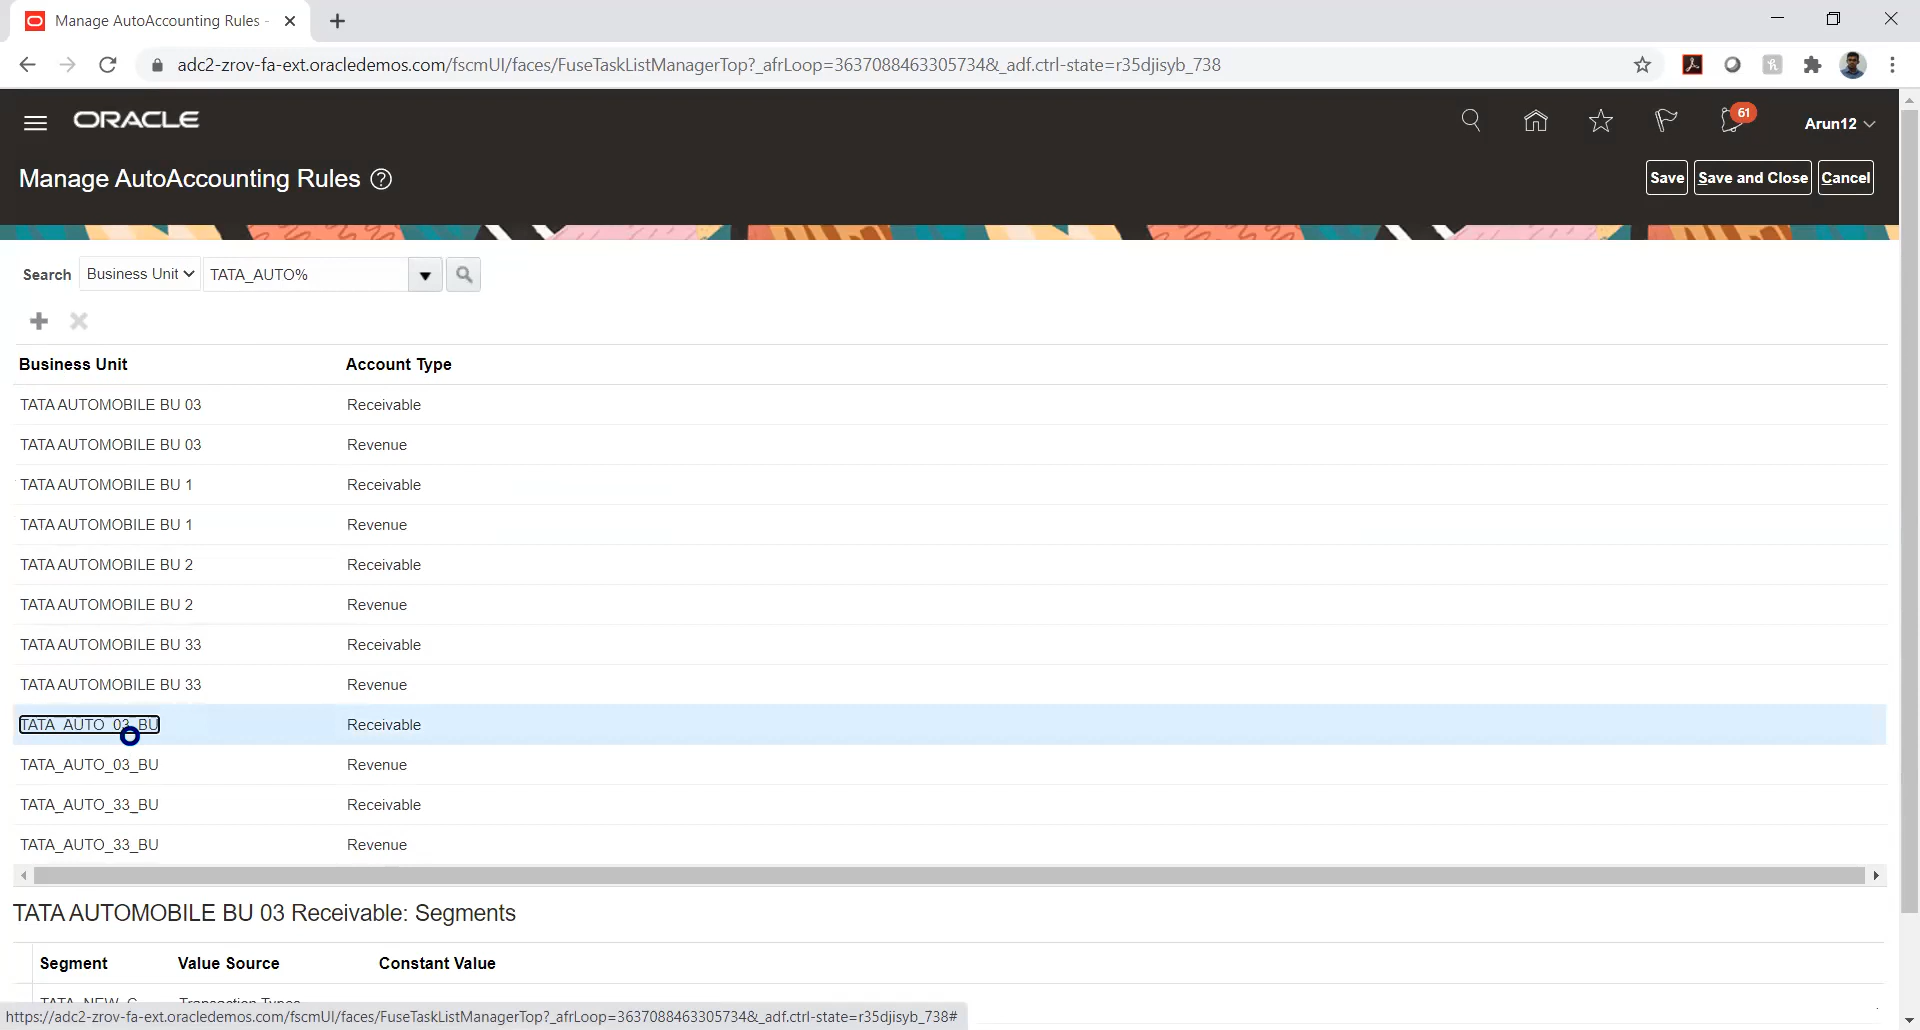 Manage AutoAccounting Rules -
adc2-zrov-fa-ext.oracledemos.com/fscmUI/faces/FuseTaskListManagerTop?_afrLoop=3637088463305734&_adf.ctrl-state=r35djisyb_738
ORACLE
61
Arun12
Manage AutoAccounting Rules ?
Save Save and Close Cancel
Search Business Unit TATA_AUTO%
Business Unit Account Type
TATA AUTOMOBILE BU 03 Receivable
TATA AUTOMOBILE BU 03 Revenue
TATA AUTOMOBILE BU 1 Receivable
TATA AUTOMOBILE BU 1 Revenue
TATA AUTOMOBILE BU 2 Receivable
TATA AUTOMOBILE BU 2 Revenue
TATA AUTOMOBILE BU 33 Receivable
TATA AUTOMOBILE BU 33 Revenue
TATA_AUTO_03_BU Receivable
TATA_AUTO_03_BU Revenue
TATA_AUTO_33_BU Receivable
TATA_AUTO_33_BU Revenue
TATA AUTOMOBILE BU 03 Receivable: Segments
Segment Value Source Constant Value
TATA_NEW_C Transaction Types
https://adc2-zrov-fa-ext.oracledemos.com/fscmUI/faces/FuseTaskListManagerTop?_afrLoop=3637088463305734&_adf.ctrl-state=r35djisyb_738#